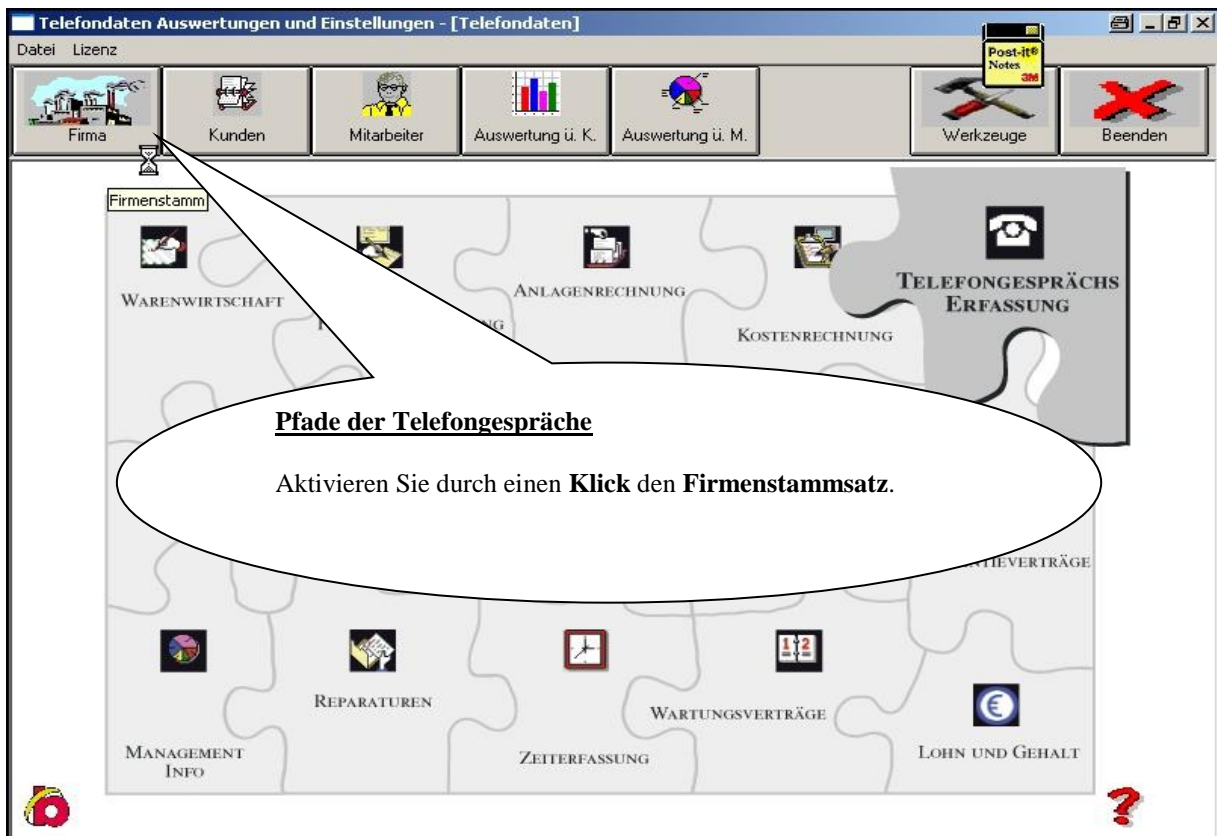 Telefondaten Auswertungen und Einstellungen - [Telefondaten]
Datei Lizenz
Post-it®
Notes
3M
Firma
Kunden
Mitarbeiter
Auswertung ü. K.
Auswertung ü. M.
Werkzeuge
Beenden
Firmenstamm
WARENWIRTSCHAFT
ANLAGENRECHNUNG
KOSTENRECHNUNG
TELEFONGESPRÄCHS
ERFASSUNG
Pfade der Telefongespräche
Aktivieren Sie durch einen Klick den Firmenstammsatz.
MANAGEMENT
INFO
REPARATUREN
ZEITERFASSUNG
1 2
WARTUNGSVERTRÄGE
LOHN UND GEHALT